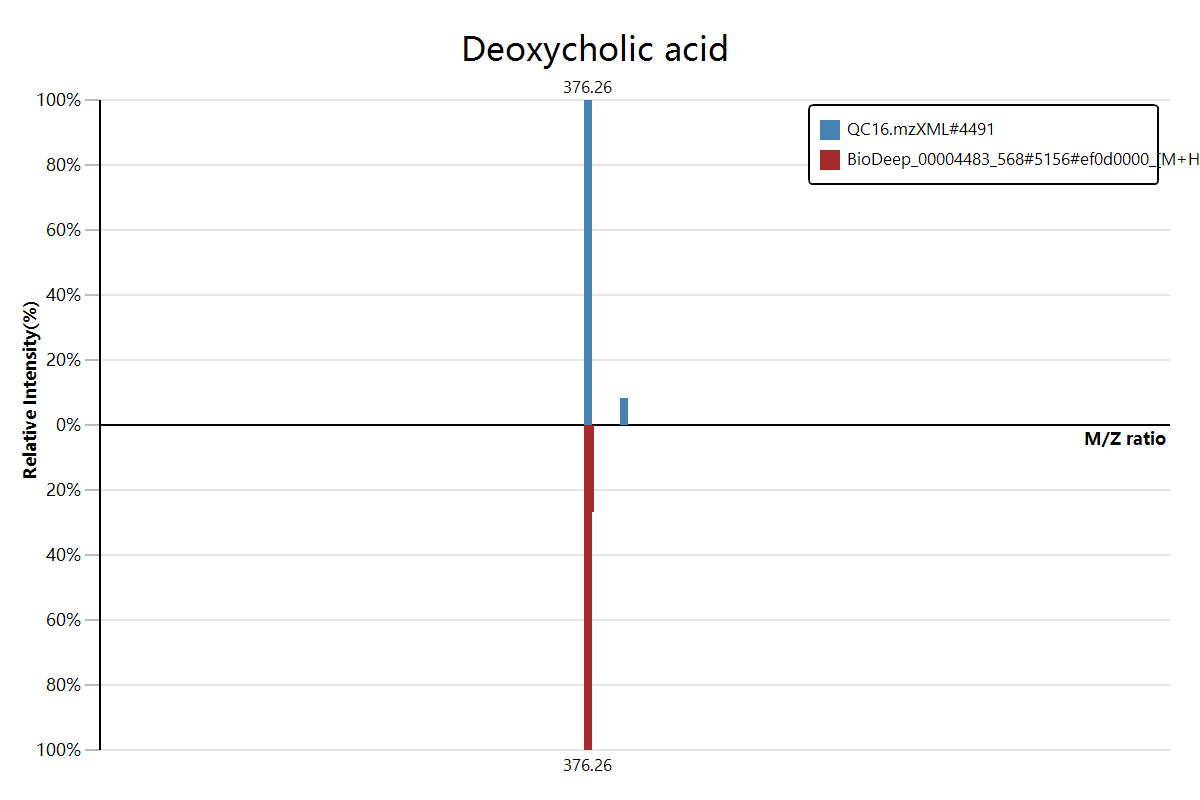 Deoxycholic acid
376.26
100%
QC16.mzXML#4491
BioDeep_00004483_568#5156#ef0d0000_[M+H
80%
60%
40%
20%
0%
M/Z ratio
Relative Intensity(%)
20%
40%
60%
80%
100%
376.26